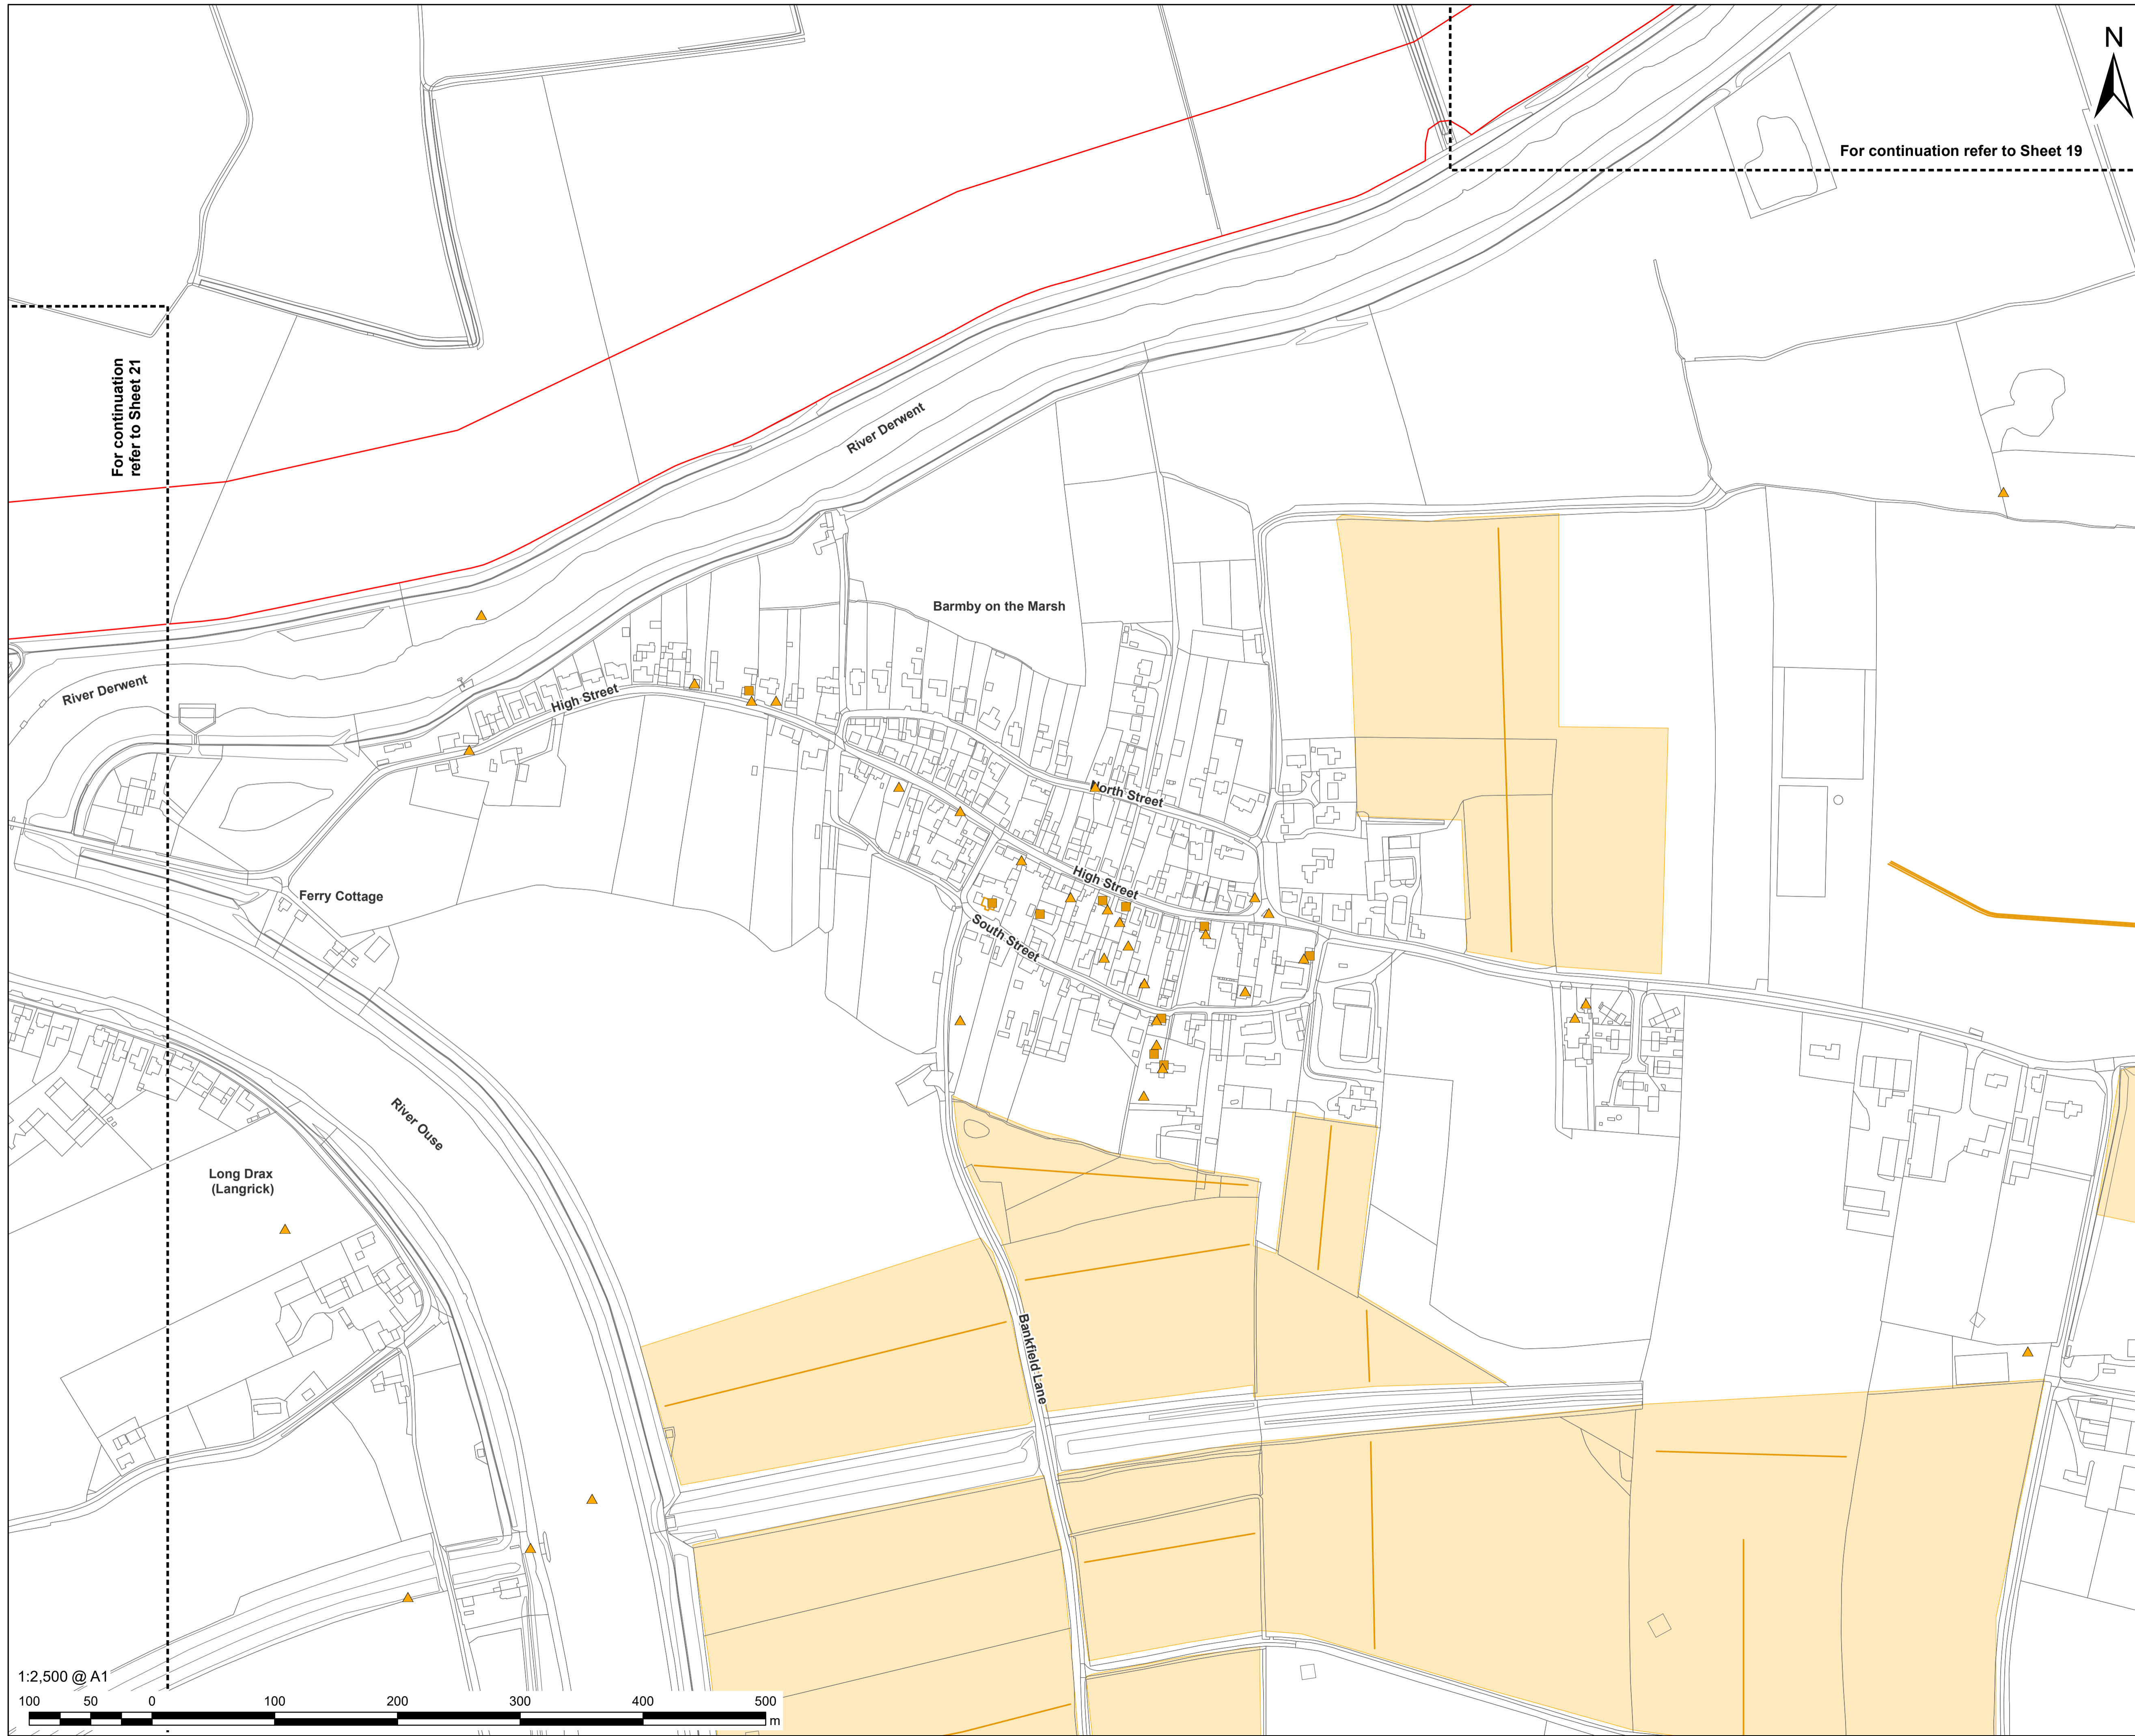 N
For continuation refer to Sheet 19
For continuation
refer to Sheet 21
River Derwent
Barmby on the Marsh
River Derwent
High Street
North Street
High Street
Ferry Cottage
South Street
River Ouse
Long Drax
(Langrick)
Bankfield Lane
1:2,500 @ A1
100 50 0 100 200 300 400 500
m